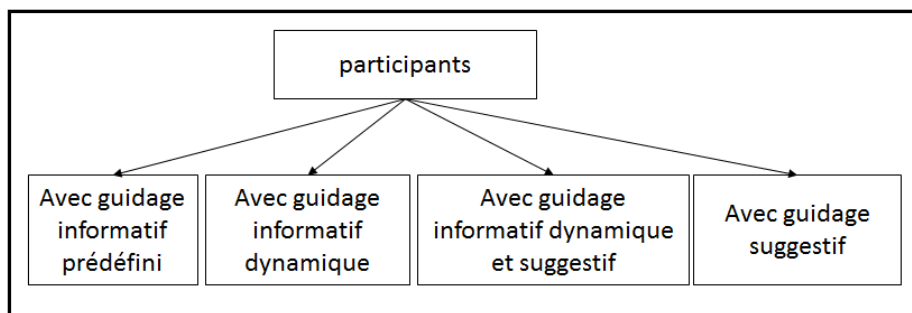 participants
Avec guidage
informatif
prédéfini
Avec guidage
informatif
dynamique
Avec guidage
informatif dynamique
et suggestif
Avec guidage
suggestif